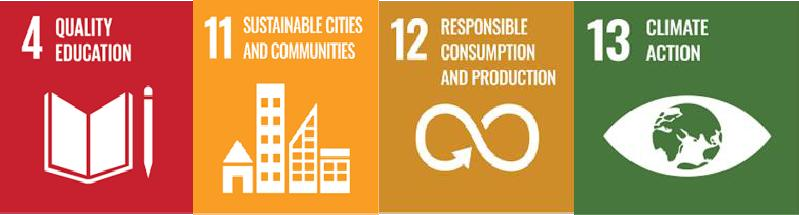 4 QUALITY
EDUCATION
11 SUSTAINABLE CITIES
AND COMMUNITIES
12 RESPONSIBLE
CONSUMPTION
AND PRODUCTION
13 CLIMATE
ACTION